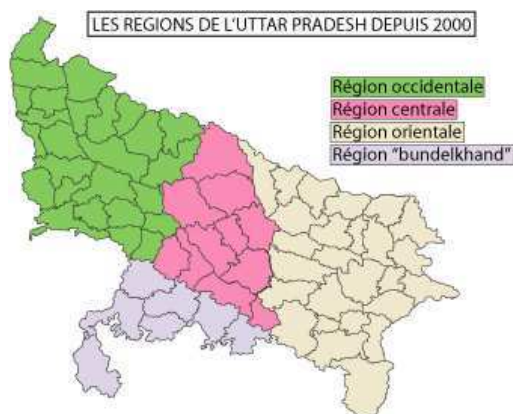 LES REGIONS DE L'UTTAR PRADESH DEPUIS 2000
Région occidentale
Région centrale
Région orientale
Région "bundelkhand"